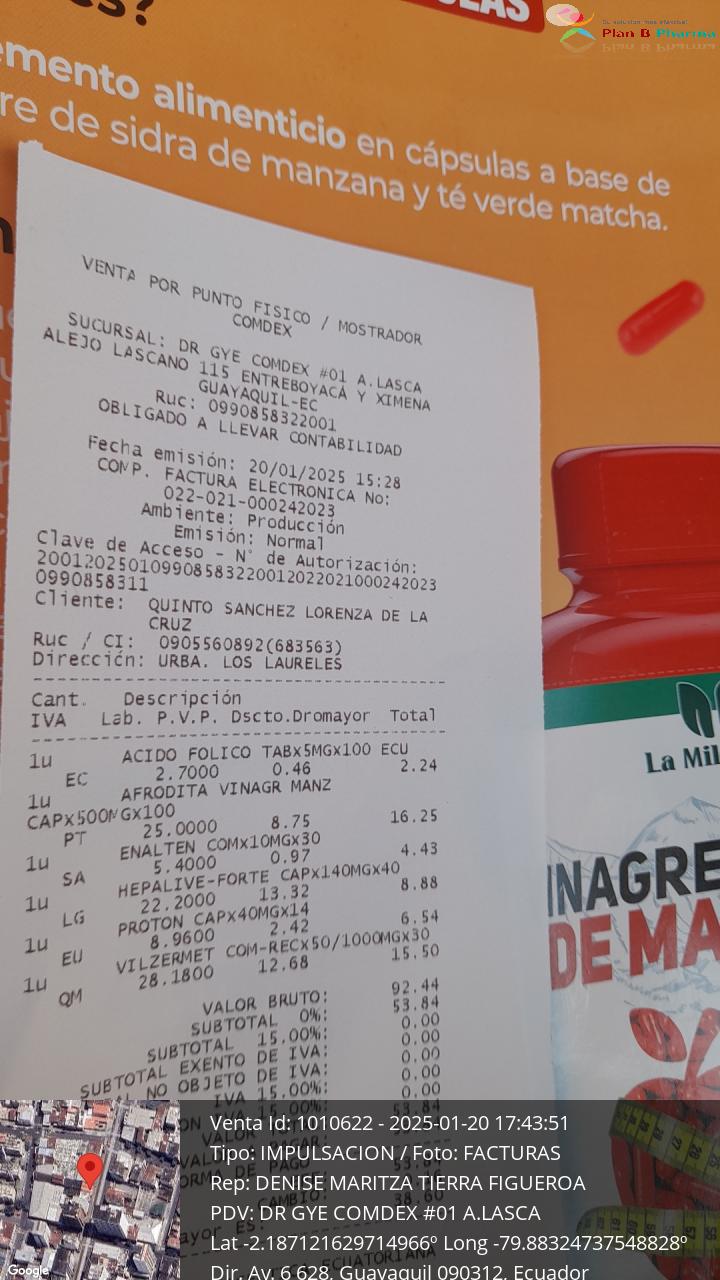 Su solución más efectiva!
Plan B Pharma
emento alimenticio en cápsulas a base de
re de sidra de manzana y té verde matcha.
VENTA POR PUNTO FISICO / MOSTRADOR
COMDEX
SUCURSAL: DR GYE COMDEX #01 A.LASCA
ALEJO LASCANO 115 ENTREBOYACÁ Y XIMENA
GUAYAQUIL-EC
Ruc: 0990858322001
OBLIGADO A LLEVAR CONTABILIDAD
Fecha emisión: 20/01/2025 15:28
COMP. FACTURA ELECTRONICA No:
022-021-000242023
Ambiente: Producción
Emisión: Normal
Clave de Acceso - N° de Autorización:
200120250109908583220012022021000242023
0990858311
Cliente: QUINTO SANCHEZ LORENZA DE LA
CRUZ
Ruc / CI: 0905560892(683563)
Dirección: URBA. LOS LAURELES
Cant. Descripción
IVA Lab. P.V.P. Dscto.Dromayor Total
1u ACIDO FOLICO TABx5MGx100 ECU
EC 2.7000 0.46 2.24
1u AFRODITA VINAGR MANZ
CAPx500MGx100
PT 25.0000 8.75 16.25
1u ENALTEN COMx10MGx30
SA 5.4000 0.97 4.43
1u HEPALIVE-FORTE CAPx140MGx40
LG 22.2000 13.32 8.88
1u PROTON CAPx40MGx14
EU 8.9600 2.42 6.54
1u VILZERMET COM-RECx50/1000MGx30
QM 28.1800 12.68 15.50
VALOR BRUTO: 92.44
SUBTOTAL 0%: 53.84
SUBTOTAL 15.00%: 0.00
SUBTOTAL EXENTO DE IVA: 0.00
NO OBJETO DE IVA: 0.00
IVA 15.00%: 0.00
La Mil
INAGRE
DE MA
Venta Id: 1010622 - 2025-01-20 17:43:51
Tipo: IMPULSACION / Foto: FACTURAS
Rep: DENISE MARITZA TIERRA FIGUEROA
PDV: DR GYE COMDEX #01 A.LASCA
Lat -2.187121629714966º Long -79.88324737548828º
Dir. Av. 6 628, Guayaquil 090312, Ecuador
Google